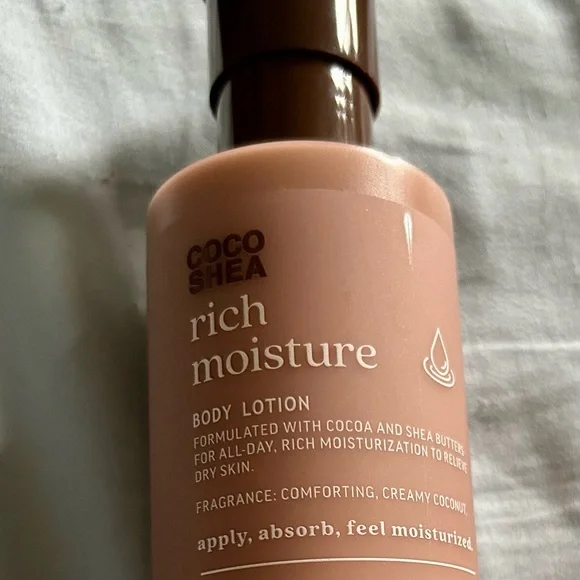 COCO
SHEA
rich
moisture
BODY LOTION
FORMULATED WITH COCOA AND SHEA BUTTERS
FOR ALL-DAY, RICH MOISTURIZATION TO RELIEVE
DRY SKIN.
FRAGRANCE: COMFORTING, CREAMY COCONUT.
apply, absorb, feel moisturized.